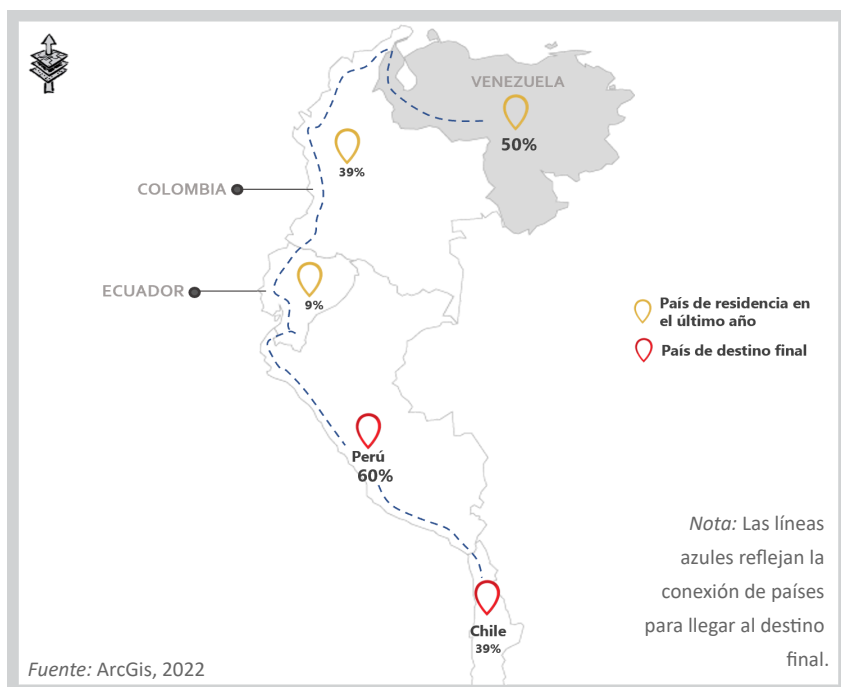 VENEZUELA
50%
39%
COLOMBIA
ECUADOR
9%
País de residencia en
el último año
País de destino final
Perú
60%
Chile
39%
Nota: Las líneas
azules reflejan la
conexión de países
para llegar al destino
final.
Fuente: ArcGis, 2022